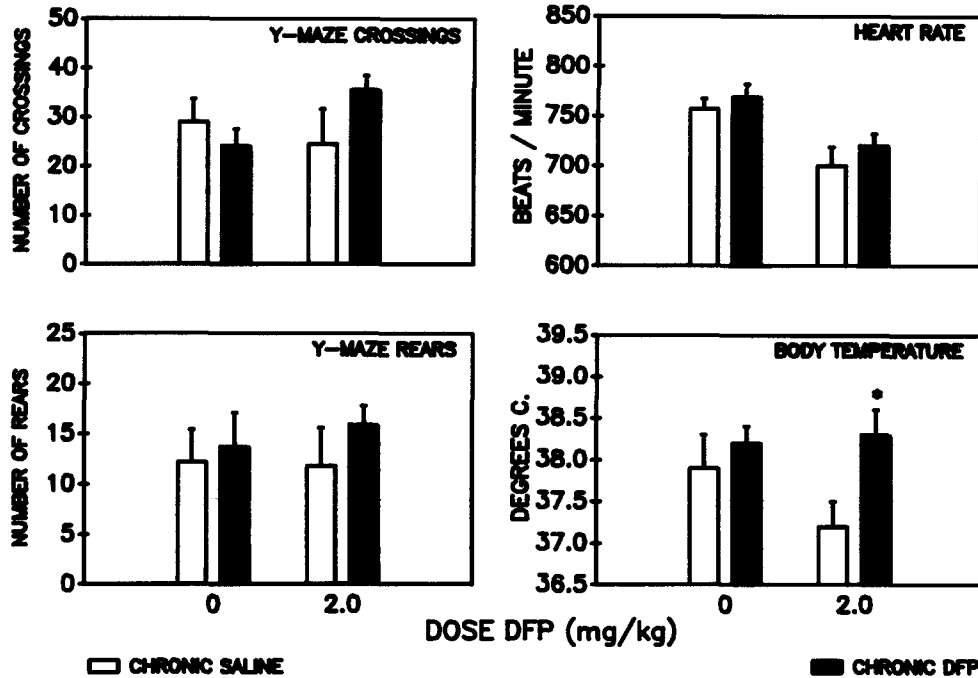 Y-MAZE CROSSINGS
NUMBER OF CROSSINGS
50
40
30
20
10
0
HEART RATE
BEATS / MINUTE
850
800
750
700
650
600
Y-MAZE REARS
NUMBER OF REARS
25
20
15
10
5
0
0 2.0
BODY TEMPERATURE
DEGREES C.
39.5
39.0
38.5
38.0
37.5
37.0
36.5
*
0 2.0
DOSE DFP (mg/kg)
CHRONIC SALINE
CHRONIC DFP